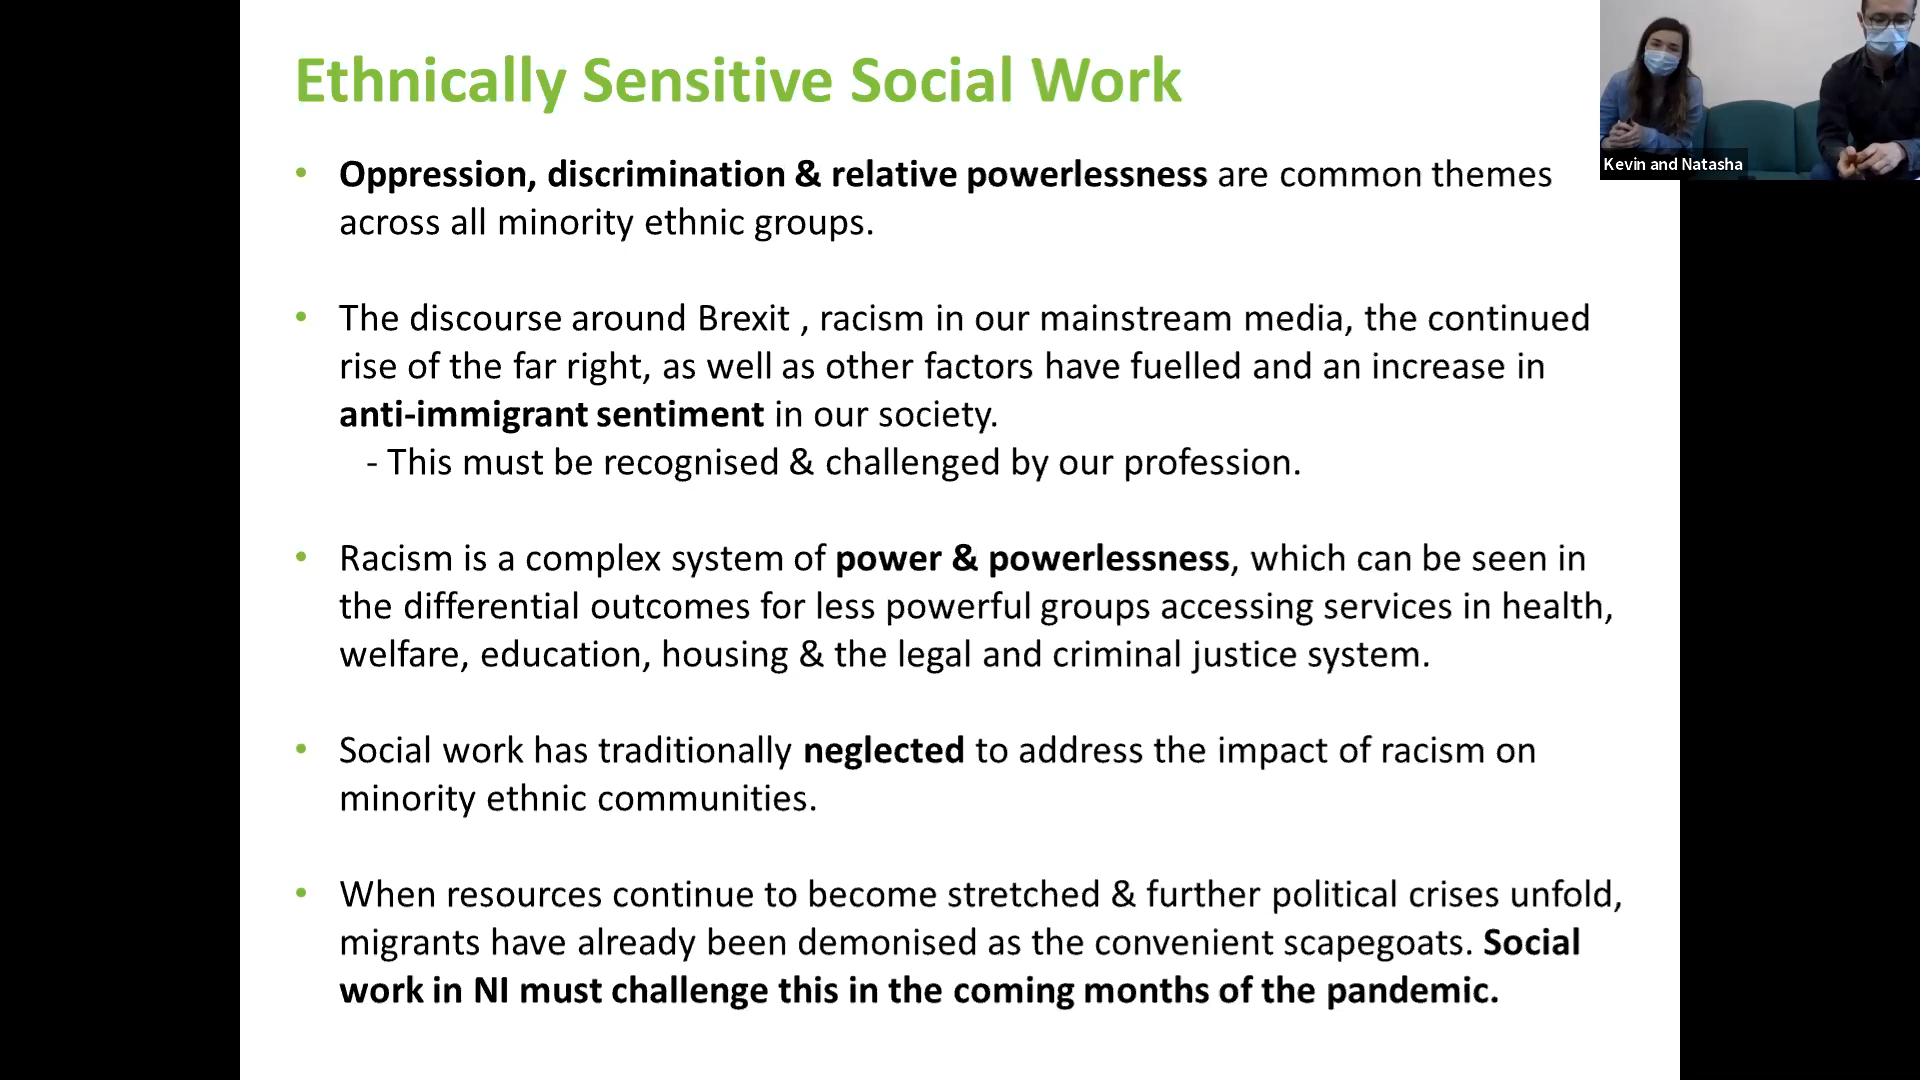 Ethnically Sensitive Social Work
• Oppression, discrimination & relative powerlessness are common themes
across all minority ethnic groups.
• The discourse around Brexit , racism in our mainstream media, the continued
rise of the far right, as well as other factors have fuelled and an increase in
anti-immigrant sentiment in our society.
- This must be recognised & challenged by our profession.
• Racism is a complex system of power & powerlessness, which can be seen in
the differential outcomes for less powerful groups accessing services in health,
welfare, education, housing & the legal and criminal justice system.
• Social work has traditionally neglected to address the impact of racism on
minority ethnic communities.
• When resources continue to become stretched & further political crises unfold,
migrants have already been demonised as the convenient scapegoats. Social
work in NI must challenge this in the coming months of the pandemic.
Kevin and Natasha